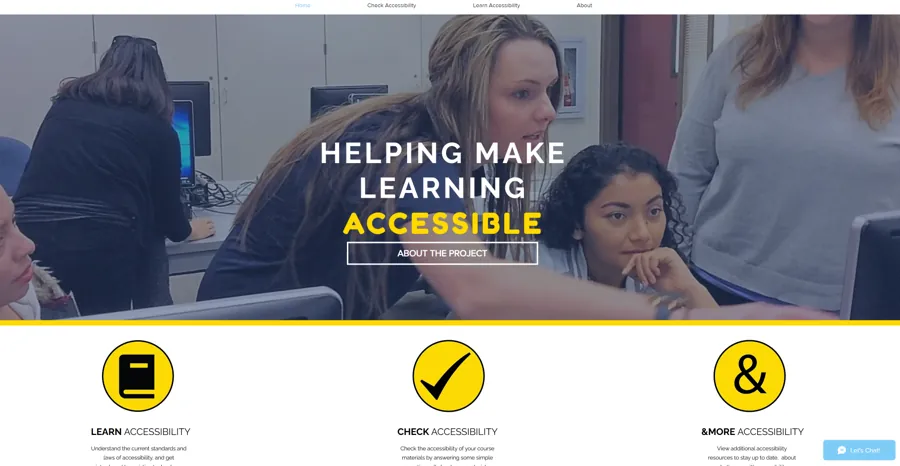 Home Check Accessibility Learn Accessibility About
HELPING MAKE
LEARNING
ACCESSIBLE
ABOUT THE PROJECT
&
LEARN ACCESSIBILITY
CHECK ACCESSIBILITY
&MORE ACCESSIBILITY
Understand the current standards and
laws of accessibility, and get
Check the accessibility of your course
materials by answering some simple
View additional accessibility
resources to stay up to date, about
Let's Chat!